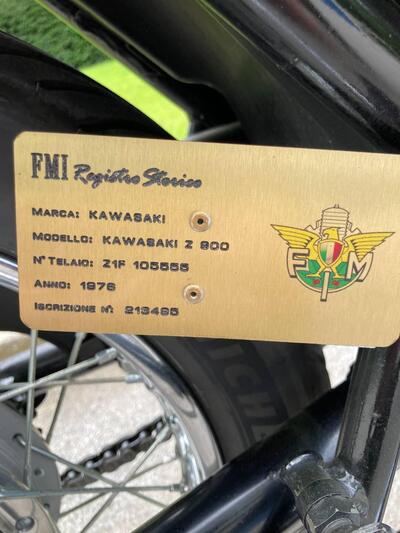 FMI Registro Storico
MARCA: KAWASAKI
MODELLO: KAWASAKI Z 900
N° TELAIO: Z1F 105555
ANNO: 1976
ISCRIZIONE N°: 213495
F I M